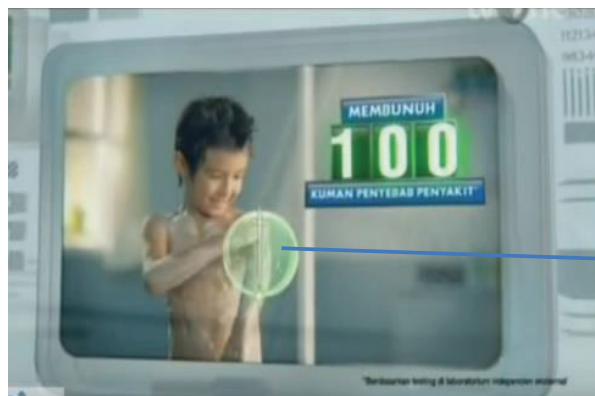 MEMBUNUH
100
KUMAN PENYEBAB PENYAKIT*
*Berdasarkan testing di laboratorium independen eksternal